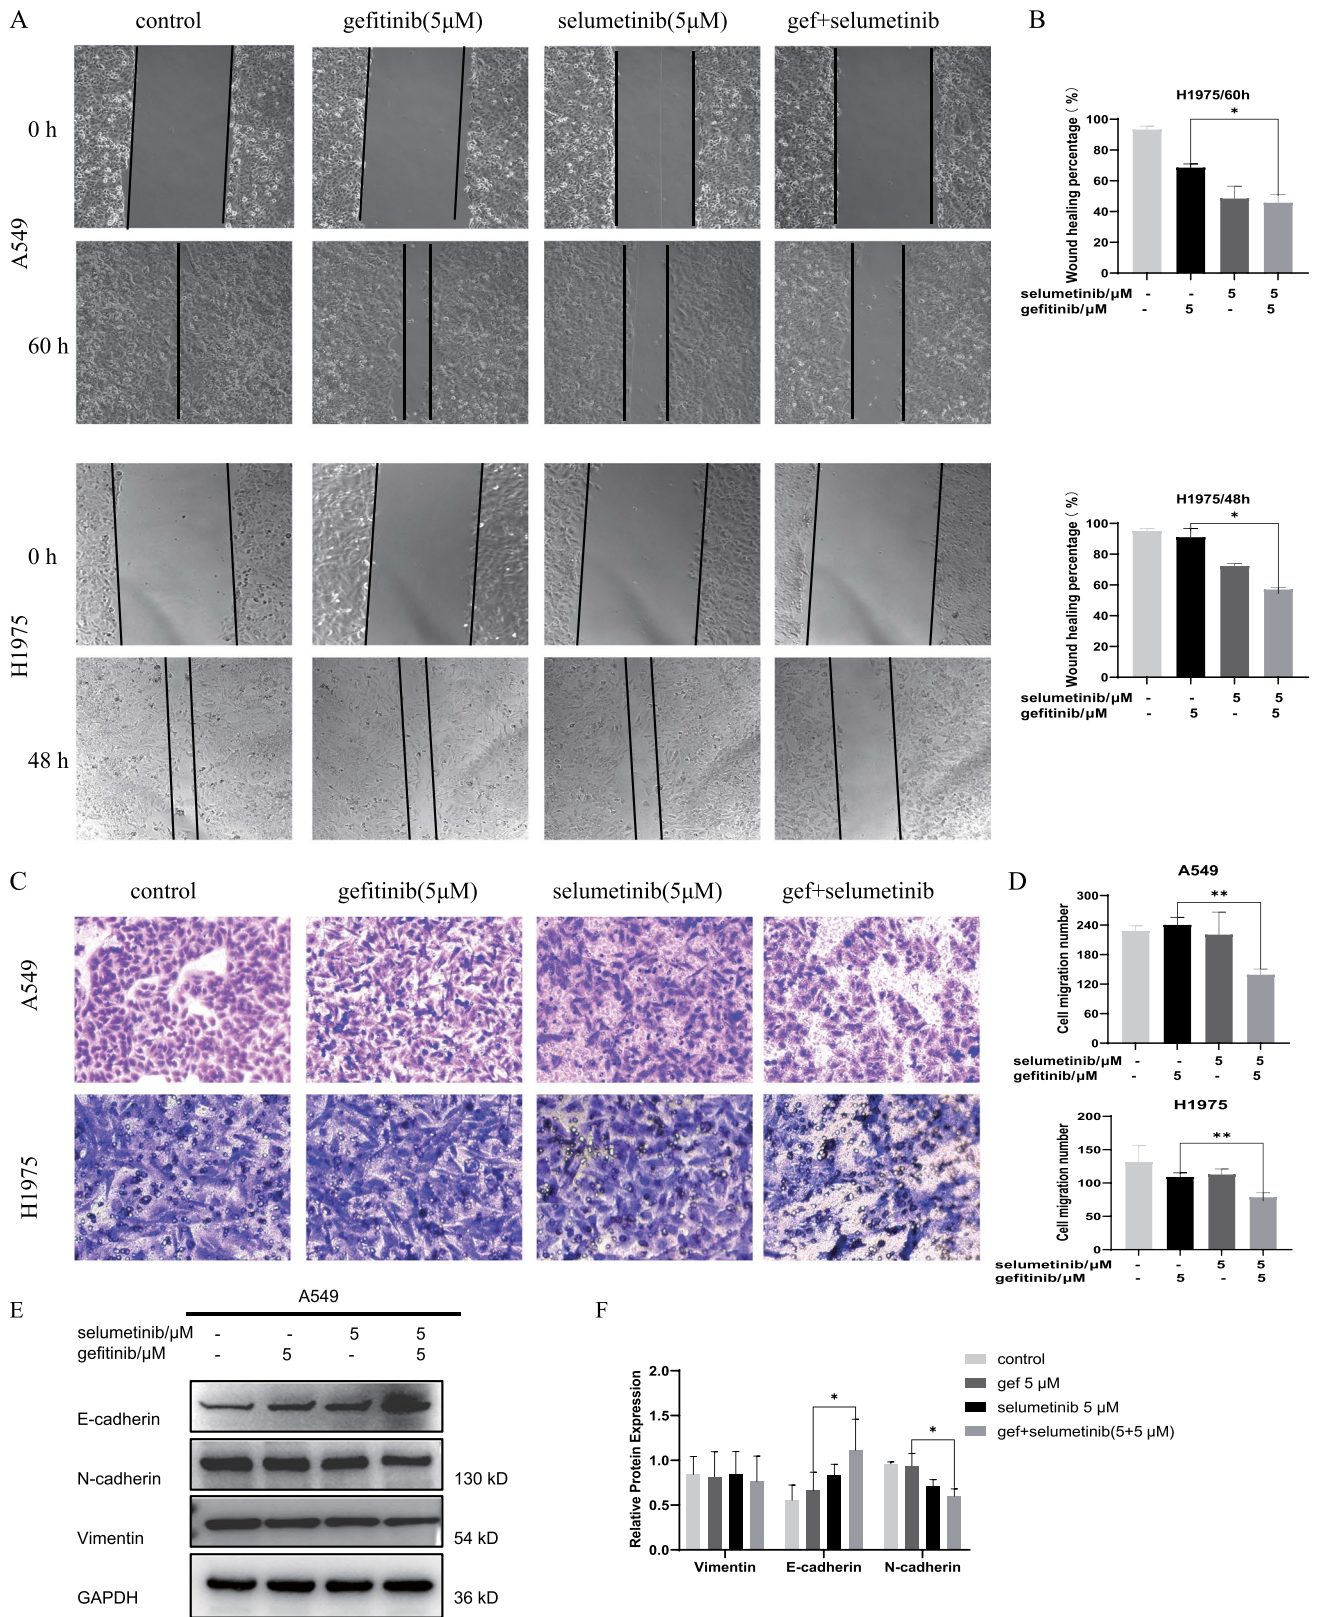 A
control
gefitinib(5μM)
selumetinib(5μM)
gef+selumetinib
0 h
A549
60 h
0 h
H1975
48 h
B
H1975/60h
*
Wound healing percentage（%）
100
80
60
40
20
0
selumetinib/μM - - 5 5
gefitinib/μM - 5 - 5
H1975/48h
*
Wound healing percentage（%）
100
80
60
40
20
0
selumetinib/μM - - 5 5
gefitinib/μM - 5 - 5
C
control
gefitinib(5μM)
selumetinib(5μM)
gef+selumetinib
A549
H1975
D
A549
**
Cell migration number
300
240
180
120
60
0
selumetinib/μM - - 5 5
gefitinib/μM - 5 - 5
H1975
**
Cell migration number
200
150
100
50
0
selumetinib/μM - - 5 5
gefitinib/μM - 5 - 5
E
A549
selumetinib/μM - - 5 5
gefitinib/μM - 5 - 5
E-cadherin
N-cadherin 130 kD
Vimentin 54 kD
GAPDH 36 kD
F
Relative Protein Expression
2.0
1.5
1.0
0.5
0.0
*
*
Vimentin E-cadherin N-cadherin
control
gef 5 μM
selumetinib 5 μM
gef+selumetinib(5+5 μM)